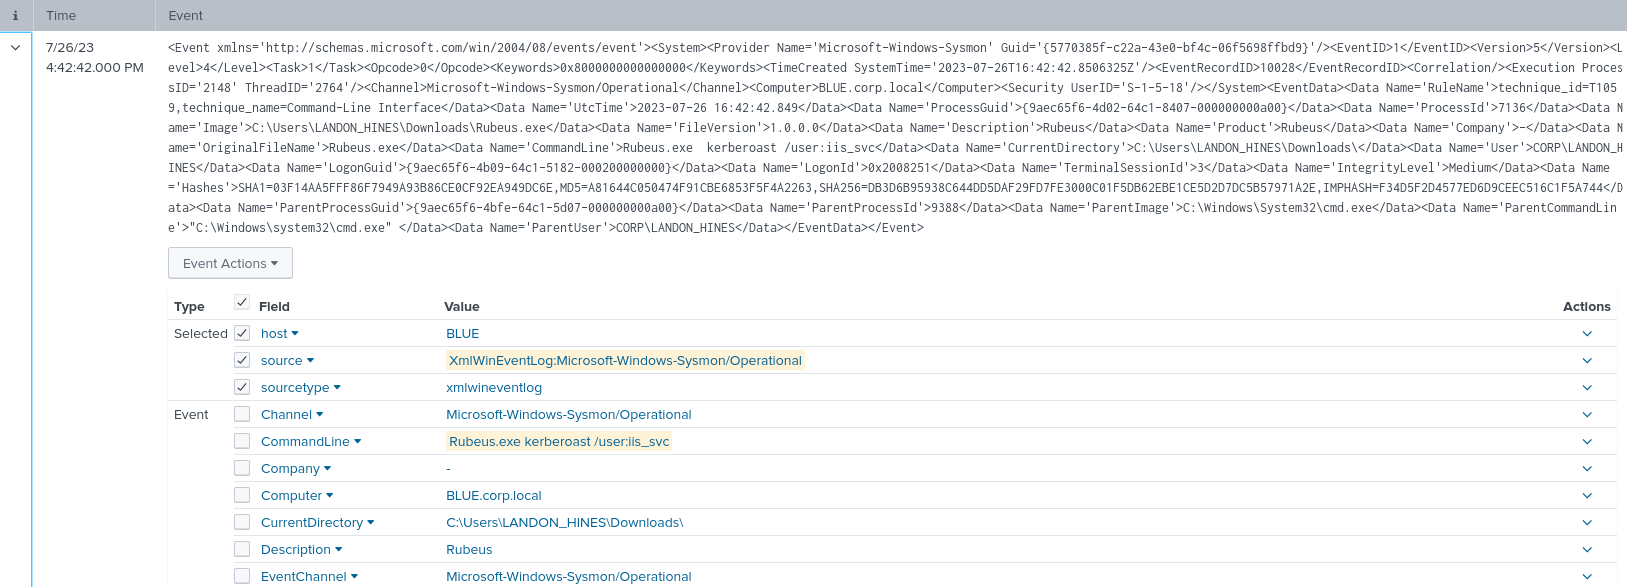 i Time Event
7/26/23
4:42:42.000 PM
<Event xmlns='http://schemas.microsoft.com/win/2004/08/events/event'><System><Provider Name='Microsoft-Windows-Sysmon' Guid='{5770385f-c22a-43e0-bf4c-06f5698ffbd9}'/><EventID>1</EventID><Version>5</Version><L
evel>4</Level><Task>1</Task><Opcode>0</Opcode><Keywords>0x8000000000000000</Keywords><TimeCreated SystemTime='2023-07-26T16:42:42.8506325Z'/><EventRecordID>10028</EventRecordID><Correlation/><Execution Proces
sID='2148' ThreadID='2764'/><Channel>Microsoft-Windows-Sysmon/Operational</Channel><Computer>BLUE.corp.local</Computer><Security UserID='S-1-5-18'/></System><EventData><Data Name='RuleName'>technique_id=T105
9,technique_name=Command-Line Interface</Data><Data Name='UtcTime'>2023-07-26 16:42:42.849</Data><Data Name='ProcessGuid'>{9aec65f6-4d02-64c1-8407-000000000a00}</Data><Data Name='ProcessId'>7136</Data><Data N
ame='Image'>C:\Users\LANDON_HINES\Downloads\Rubeus.exe</Data><Data Name='FileVersion'>1.0.0.0</Data><Data Name='Description'>Rubeus</Data><Data Name='Product'>Rubeus</Data><Data Name='Company'>-</Data><Data N
ame='OriginalFileName'>Rubeus.exe</Data><Data Name='CommandLine'>Rubeus.exe  kerberoast /user:iis_svc</Data><Data Name='CurrentDirectory'>C:\Users\LANDON_HINES\Downloads\</Data><Data Name='User'>CORP\LANDON_H
INES</Data><Data Name='LogonGuid'>{9aec65f6-4b09-64c1-5182-000200000000}</Data><Data Name='LogonId'>0x2008251</Data><Data Name='TerminalSessionId'>3</Data><Data Name='IntegrityLevel'>Medium</Data><Data Name
='Hashes'>SHA1=03F14AA5FFF86F7949A93B86CE0CF92EA949DC6E,MD5=A81644C050474F91CBE6853F5F4A2263,SHA256=DB3D6B95938C644DD5DAF29FD7FE3000C01F5DB62EBE1CE5D2D7DC5B57971A2E,IMPHASH=F34D5F2D4577ED6D9CEEC516C1F5A744</D
ata><Data Name='ParentProcessGuid'>{9aec65f6-4bfe-64c1-5d07-000000000a00}</Data><Data Name='ParentProcessId'>9388</Data><Data Name='ParentImage'>C:\Windows\System32\cmd.exe</Data><Data Name='ParentCommandLin
e'>"C:\Windows\system32\cmd.exe" </Data><Data Name='ParentUser'>CORP\LANDON_HINES</Data></EventData></Event>
Event Actions
Type Field Value Actions
Selected host BLUE
source XmlWinEventLog:Microsoft-Windows-Sysmon/Operational
sourcetype xmlwineventlog
Event Channel Microsoft-Windows-Sysmon/Operational
CommandLine Rubeus.exe kerberoast /user:iis_svc
Company -
Computer BLUE.corp.local
CurrentDirectory C:\Users\LANDON_HINES\Downloads\
Description Rubeus
EventChannel Microsoft-Windows-Sysmon/Operational